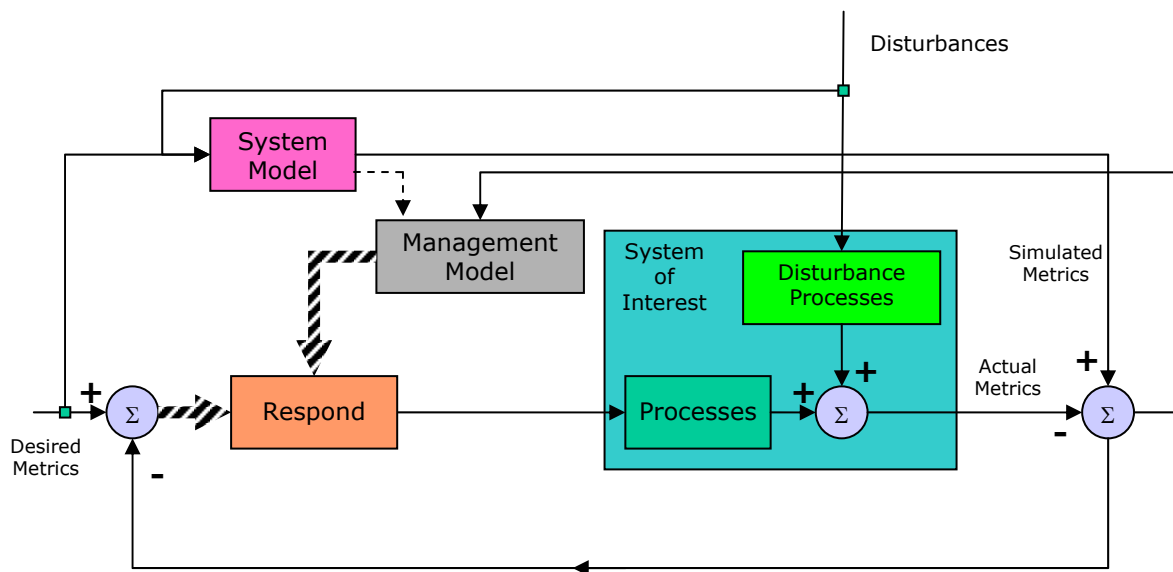 Disturbances
System
Model
Management
Model
System
of
Interest
Disturbance
Processes
Simulated
Metrics
+
+
+
Actual
Metrics
+
Σ
Respond
Processes
Σ
Σ
-
Desired
Metrics
-